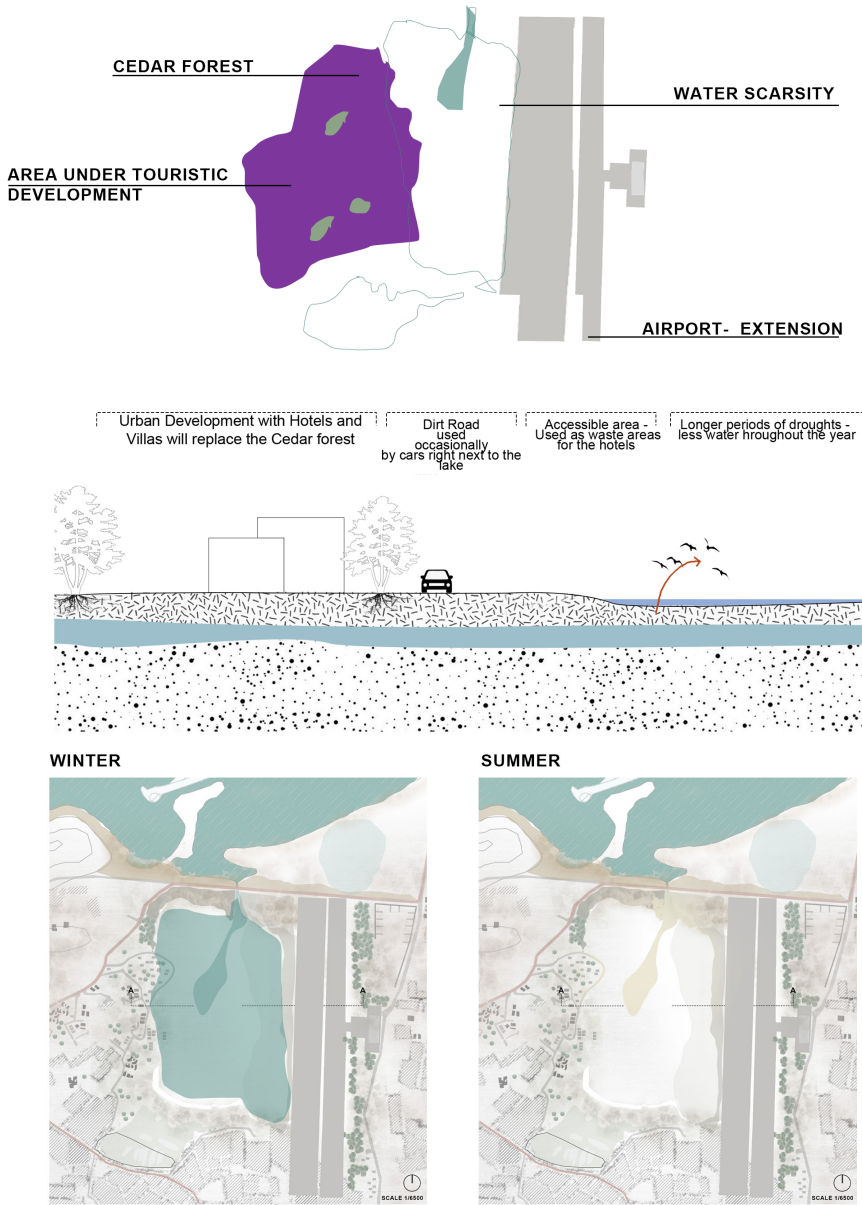 CEDAR FOREST
WATER SCARSITY
AREA UNDER TOURISTIC
DEVELOPMENT
AIRPORT- EXTENSION
Urban Development with Hotels and
Villas will replace the Cedar forest
Dirt Road
used
occasionally
by cars right next to the
lake
Accessible area -
Used as waste areas
for the hotels
Longer periods of droughts -
less water hroughout the year
WINTER
SUMMER
A
A
A
A
SCALE 1/6500
SCALE 1/6500